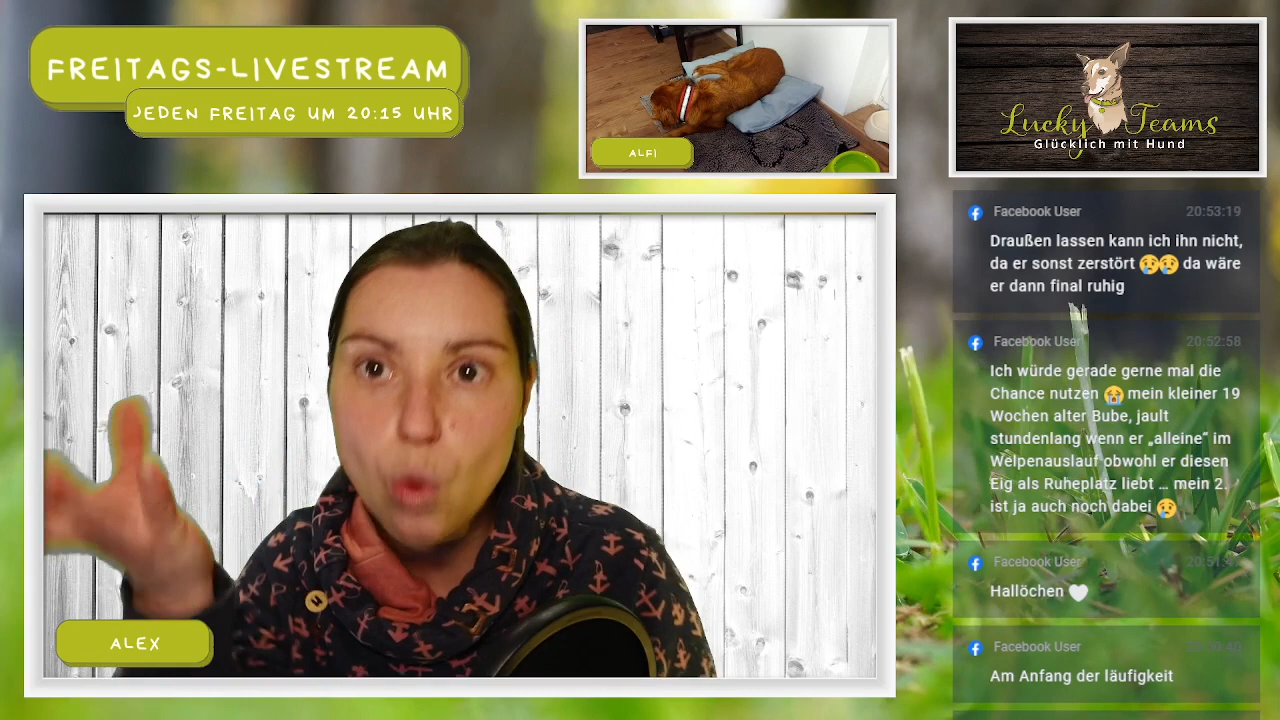 FREITAGS-LIVESTREAM
JEDEN FREITAG UM 20:15 UHR
ALFI
Lucky Teams
Glücklich mit Hund
Facebook User 20:53:19
Draußen lassen kann ich ihn nicht,
da er sonst zerstört 😢😢 da wäre
er dann final ruhig
Facebook User 20:52:58
Ich würde gerade gerne mal die
Chance nutzen 😭 mein kleiner 19
Wochen alter Bube, jault
stundenlang wenn er „alleine“ im
Welpenauslauf obwohl er diesen
Eig als Ruheplatz liebt … mein 2.
ist ja auch noch dabei 😢
Facebook User
Hallöchen 🤍
Facebook User
Am Anfang der läufigkeit
ALEX